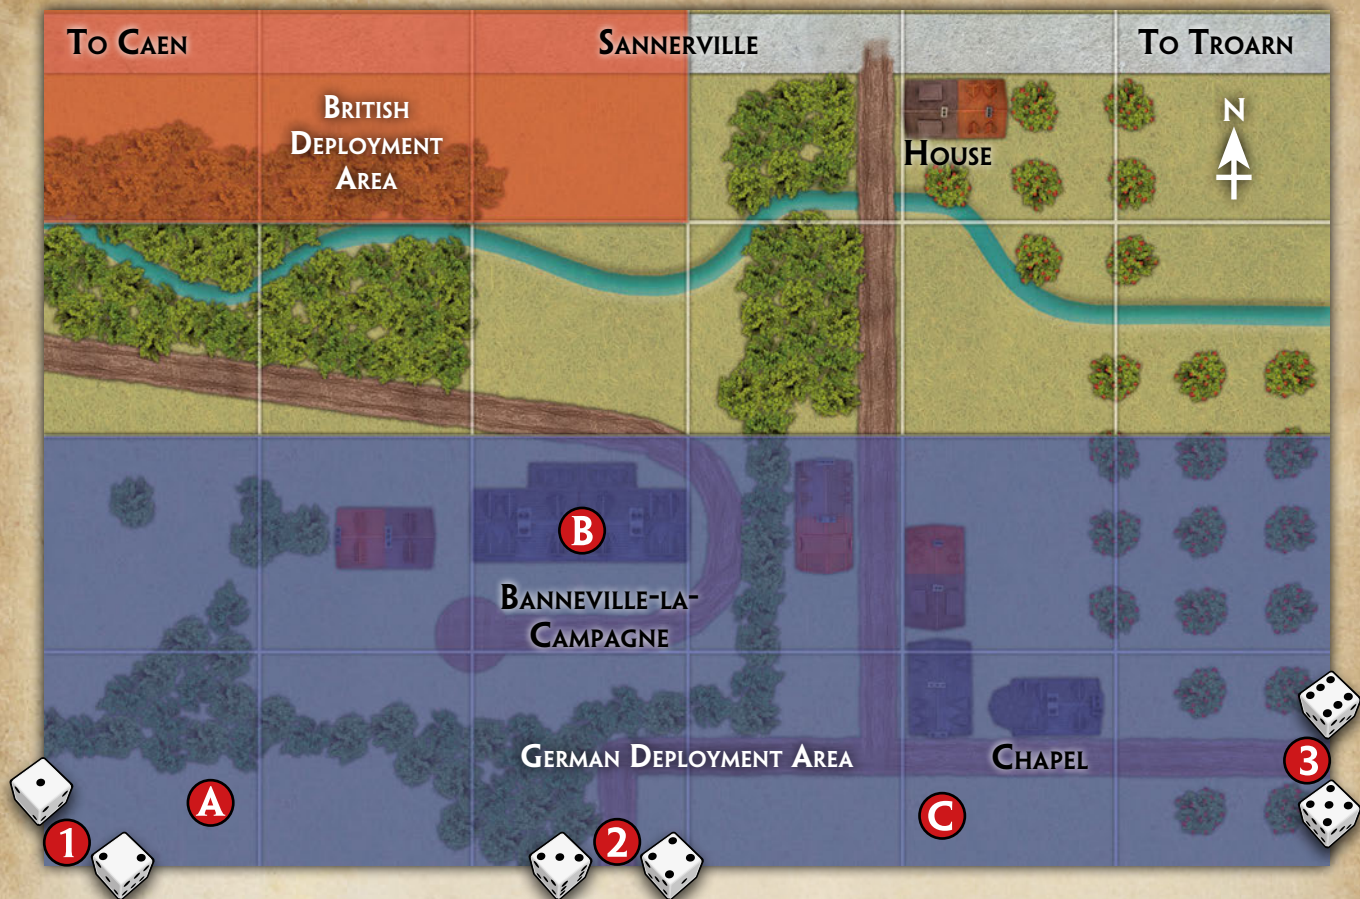 To Caen
Sannerville
To Troarn
British
Deployment
Area
N
House
B
Banneville-la-
Campagne
German Deployment Area
Chapel
3
A
C
1
2